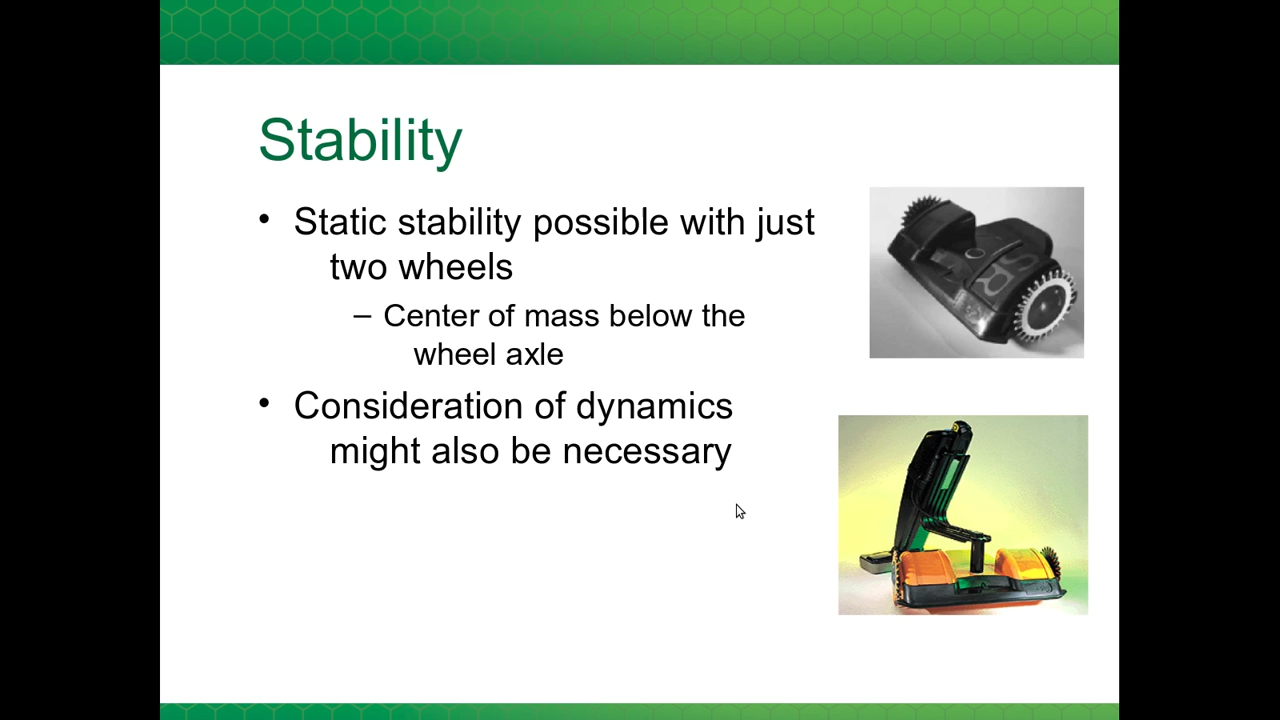 Stability
• Static stability possible with just
two wheels
– Center of mass below the
wheel axle
• Consideration of dynamics
might also be necessary